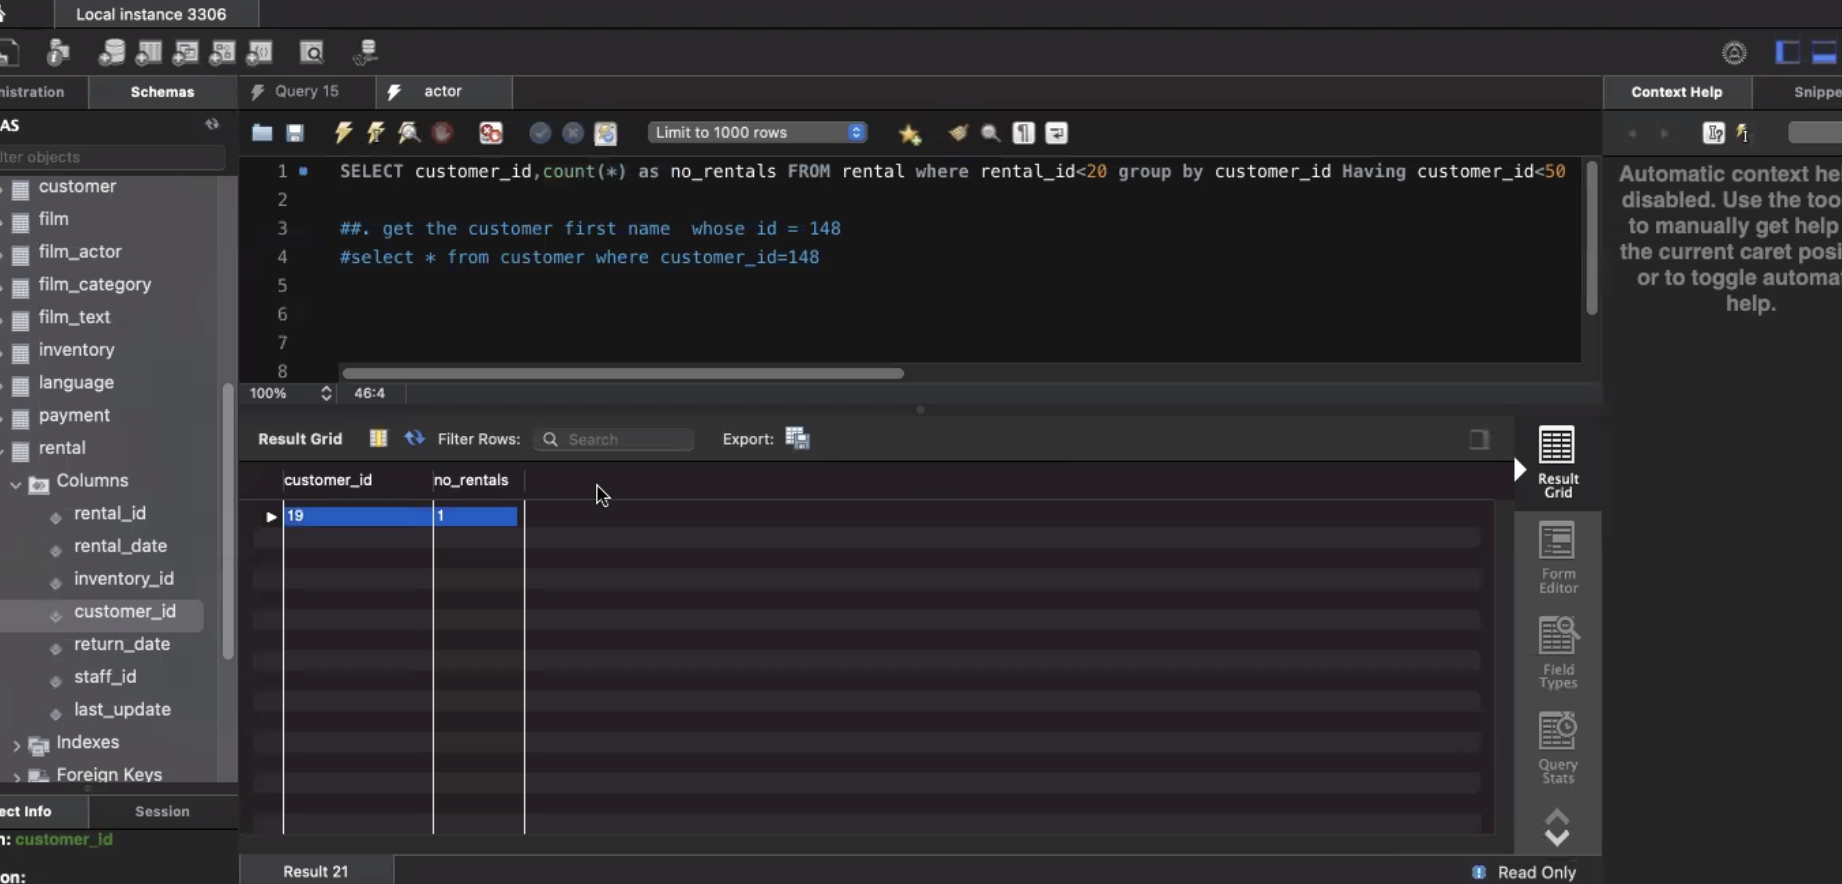 Local instance 3306
nistration
Schemas
Query 15
actor
Context Help
Snippe
AS
lter objects
Limit to 1000 rows
customer
film
film_actor
film_category
film_text
inventory
language
payment
rental
Columns
rental_id
rental_date
inventory_id
customer_id
return_date
staff_id
last_update
Indexes
Foreign Keys
ect Info
Session
n: customer_id
on:
1 SELECT customer_id,count(*) as no_rentals FROM rental where rental_id<20 group by customer_id Having customer_id<50
2
3 ##. get the customer first name  whose id = 148
4 #select * from customer where customer_id=148
5
6
7
8
100%
46:4
Result Grid
Filter Rows:
Search
Export:
customer_id
no_rentals
19
1
Result 21
Read Only
Result
Grid
Form
Editor
Field
Types
Query
Stats
Automatic context he
disabled. Use the too
to manually get help
the current caret posi
or to toggle automa
help.